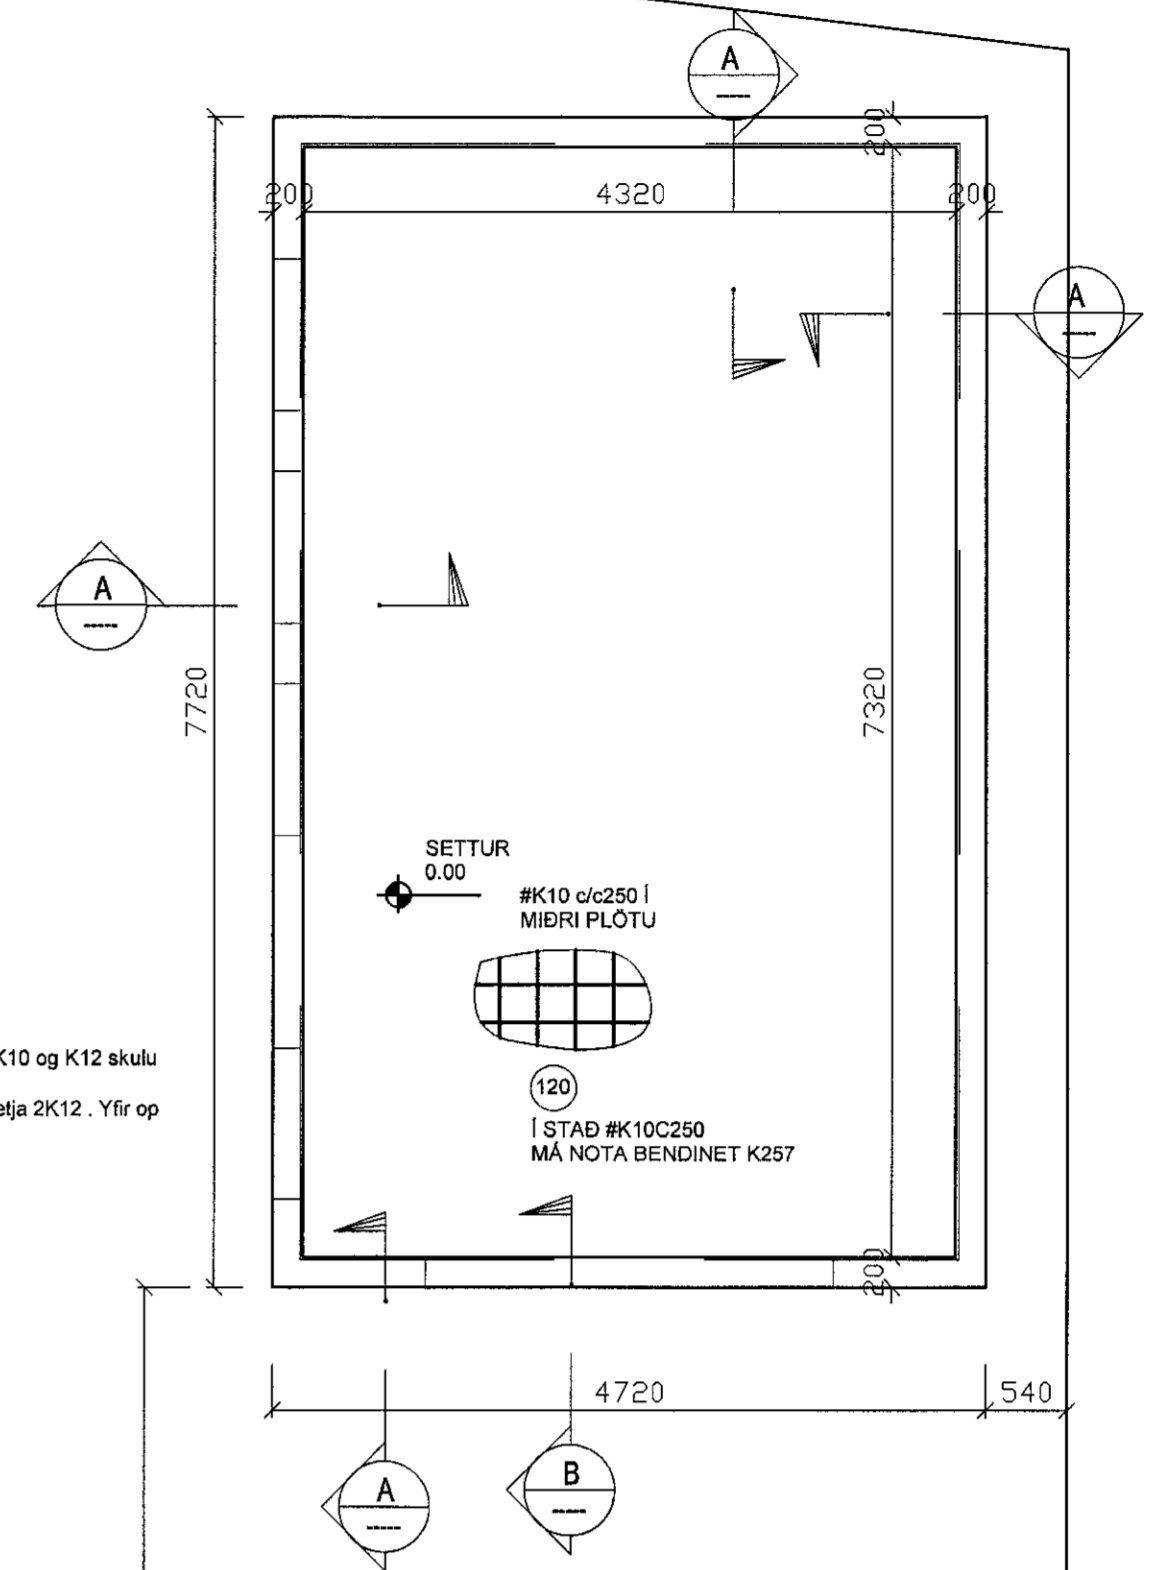 A
200
200
4320
200
A
A
7720
7320
SETTUR
0.00
#K10 c/c250 Í
MIÐRI PLÖTU
K10 og K12 skulu
120
etja 2K12 . Yfir op
Í STAÐ #K10C250
MÁ NOTA BENDINET K257
200
4720
540
A
B